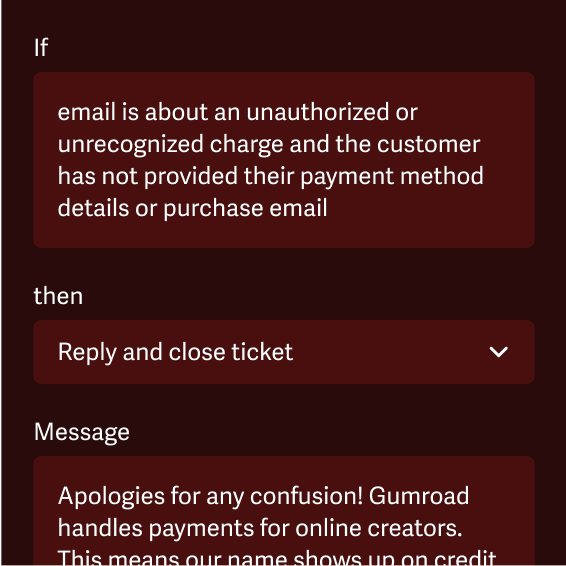 If
email is about an unauthorized or
unrecognized charge and the customer
has not provided their payment method
details or purchase email
then
Reply and close ticket
Message
Apologies for any confusion! Gumroad
handles payments for online creators.
This means our name shows up on credit